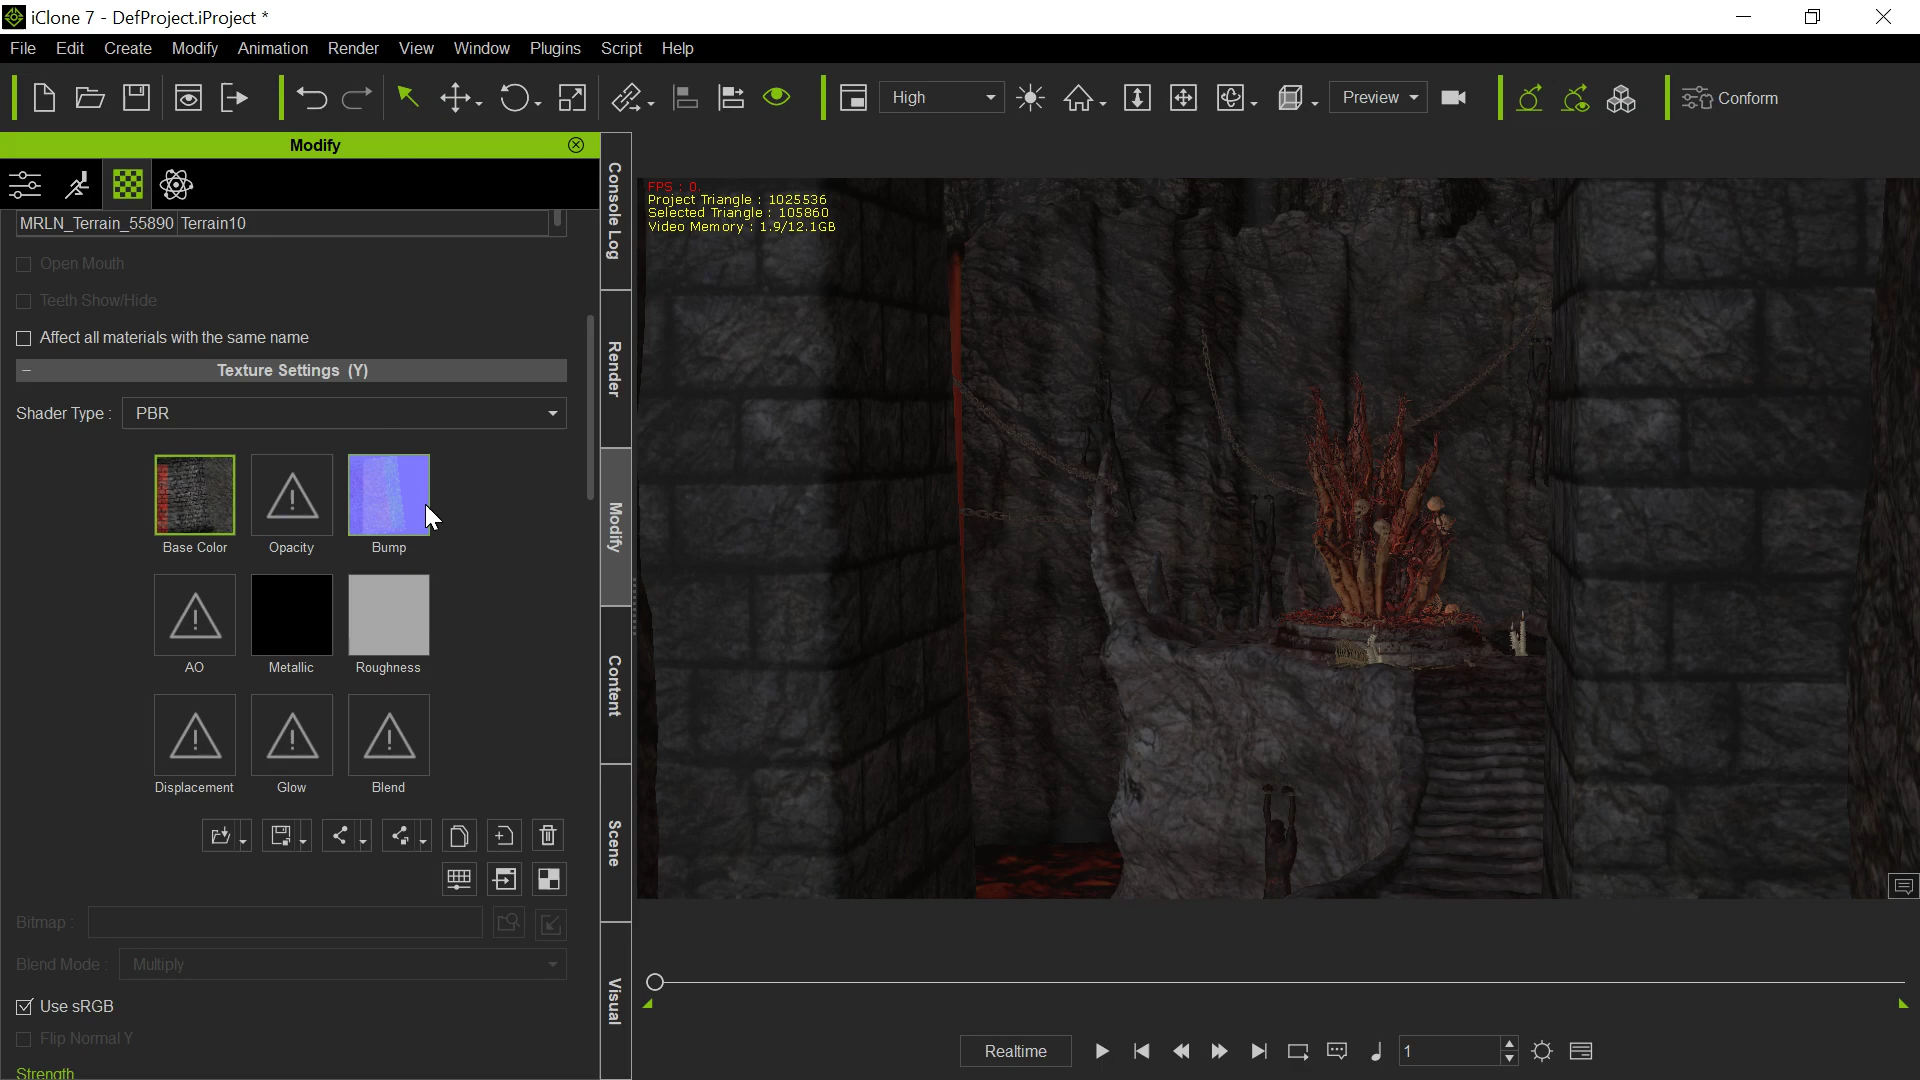 iClone 7 - DefProject.iProject *
File Edit Create Modify Animation Render View Window Plugins Script Help
High Preview Conform
Modify
MRLN_Terrain_55890 Terrain10
Open Mouth
Teeth Show/Hide
Affect all materials with the same name
Texture Settings (Y)
Shader Type : PBR
Base Color Opacity Bump
AO Metallic Roughness
Displacement Glow Blend
Bitmap :
Blend Mode : Multiply
Use sRGB
Flip Normal Y
Strength
Console Log
Render
Modify
Content
Scene
Visual
FPS : 0.
Project Triangle : 1025536
Selected Triangle : 105860
Video Memory : 1.9/12.1GB
Realtime 1